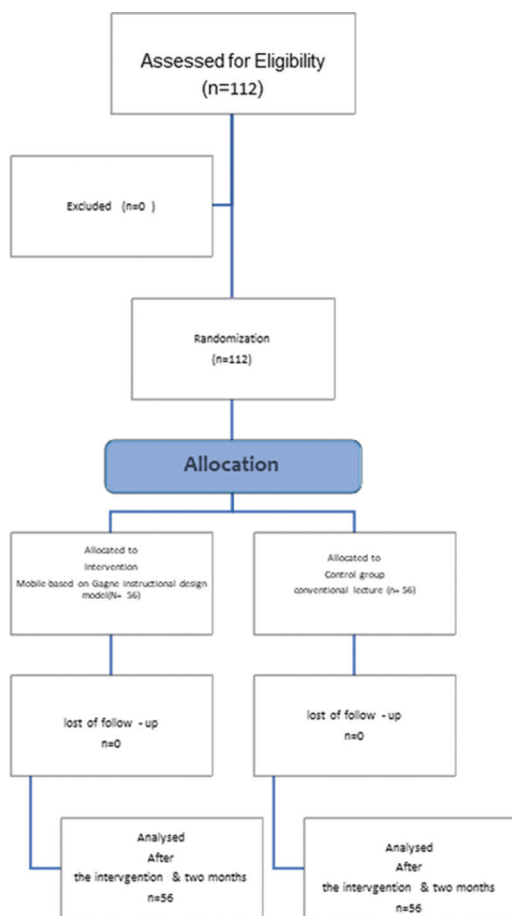 Assessed for Eligibility
(n=112)
Excluded (n=0 )
Randomization
(n=112)
Allocation
Allocated to
Intervention
Mobile based on Gagne instructional design
model(N= 56)
Allocated to
Control group
conventional lecture (n= 56)
lost of follow - up
n=0
lost of follow - up
n=0
Analysed
After
the intervgention & two months
n=56
Analysed
After
the intervgention & two months
n=56